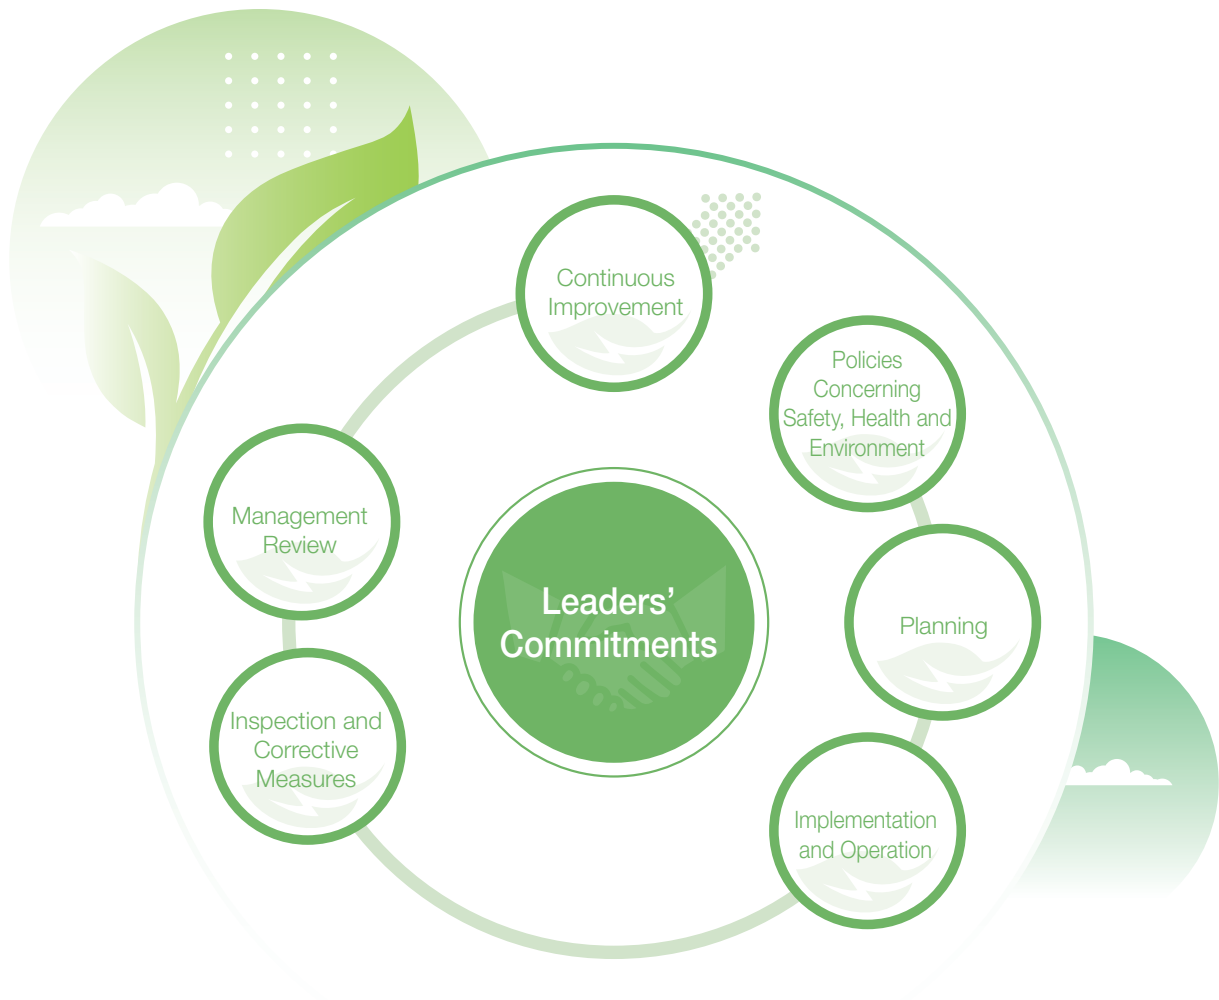 Continuous
Improvement
Policies
Concerning
Safety, Health and
Environment
Management
Review
Leaders’
Commitments
Planning
Inspection and
Corrective
Measures
Implementation
and Operation